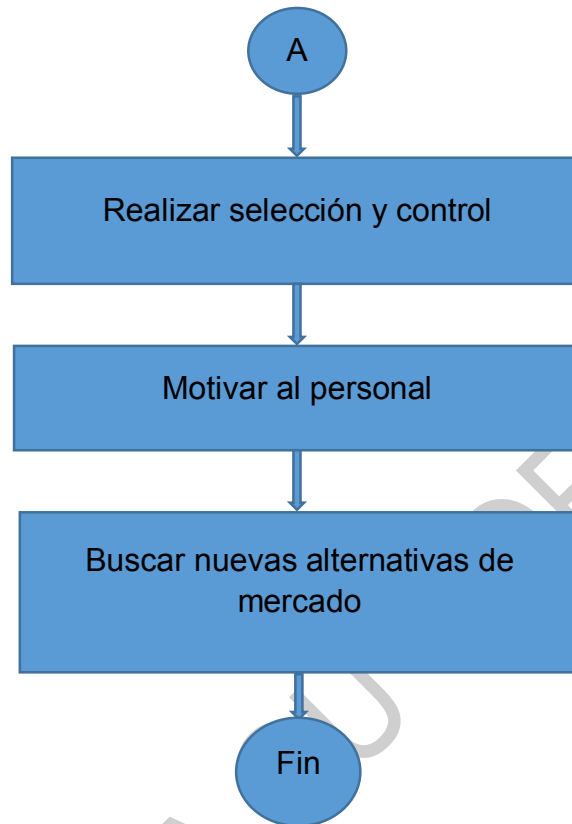 A
Realizar selección y control
Motivar al personal
Buscar nuevas alternativas de
mercado
Fin